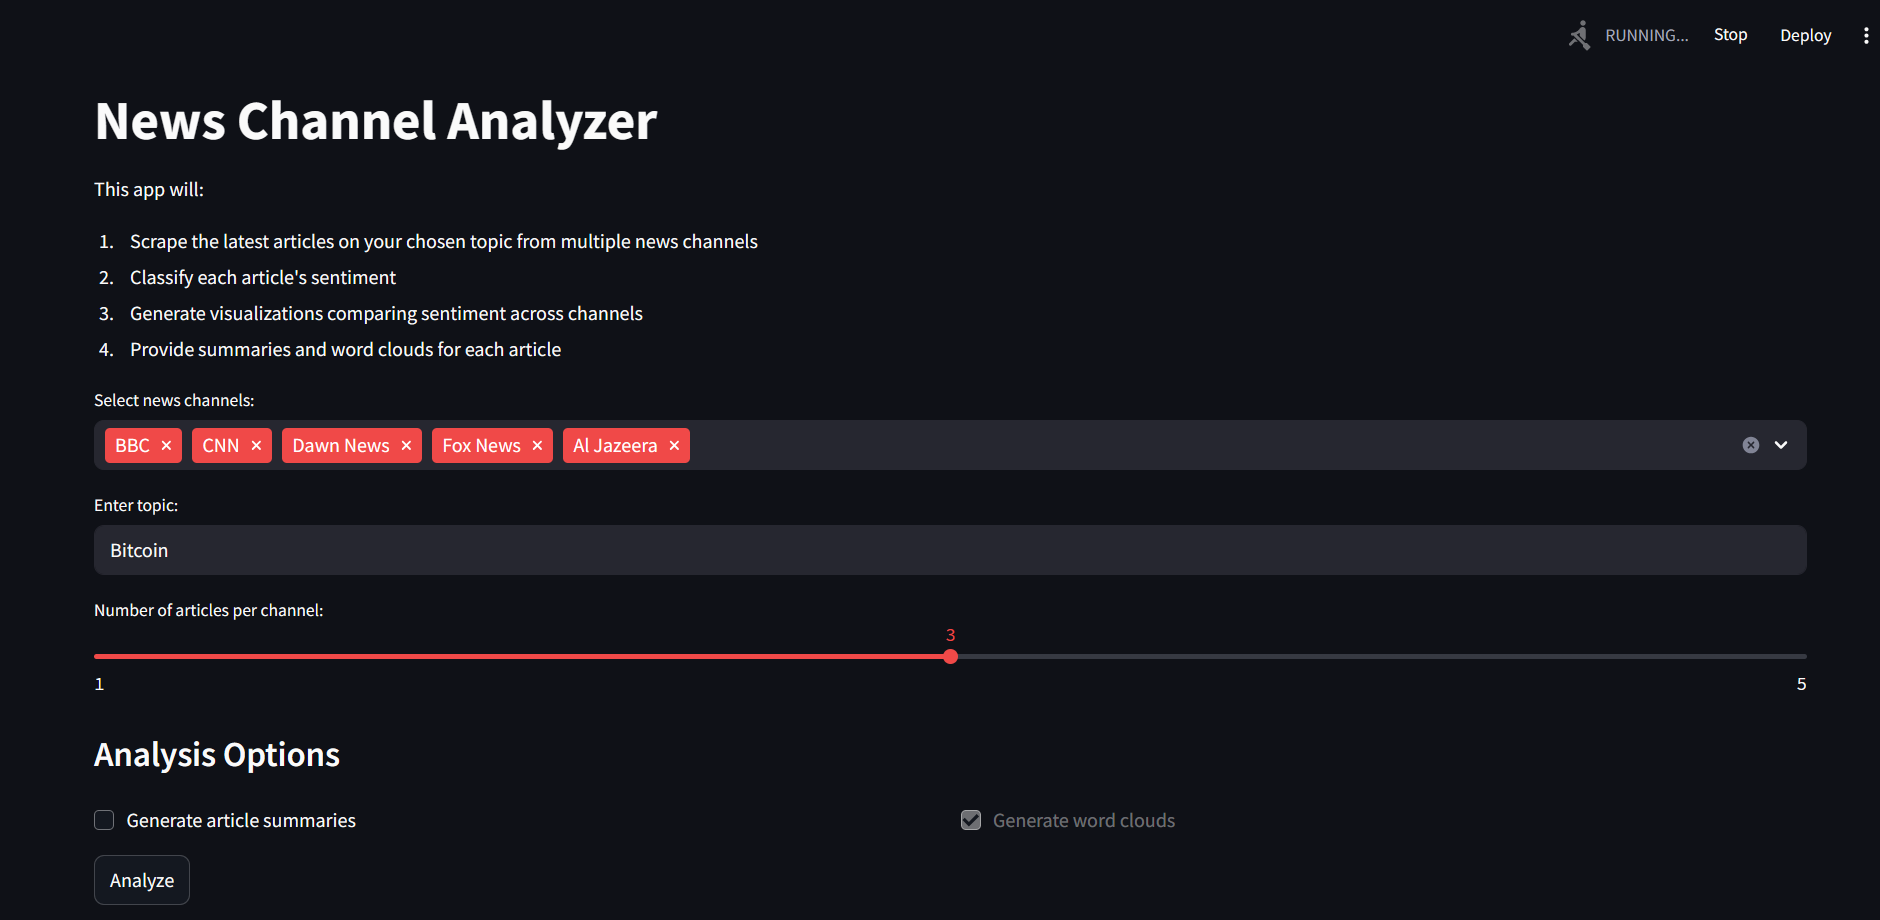 RUNNING... Stop Deploy
News Channel Analyzer
This app will:
1. Scrape the latest articles on your chosen topic from multiple news channels
2. Classify each article's sentiment
3. Generate visualizations comparing sentiment across channels
4. Provide summaries and word clouds for each article
Select news channels:
BBC CNN Dawn News Fox News Al Jazeera
Enter topic:
Bitcoin
Number of articles per channel:
3
1 5
Analysis Options
Generate article summaries Generate word clouds
Analyze